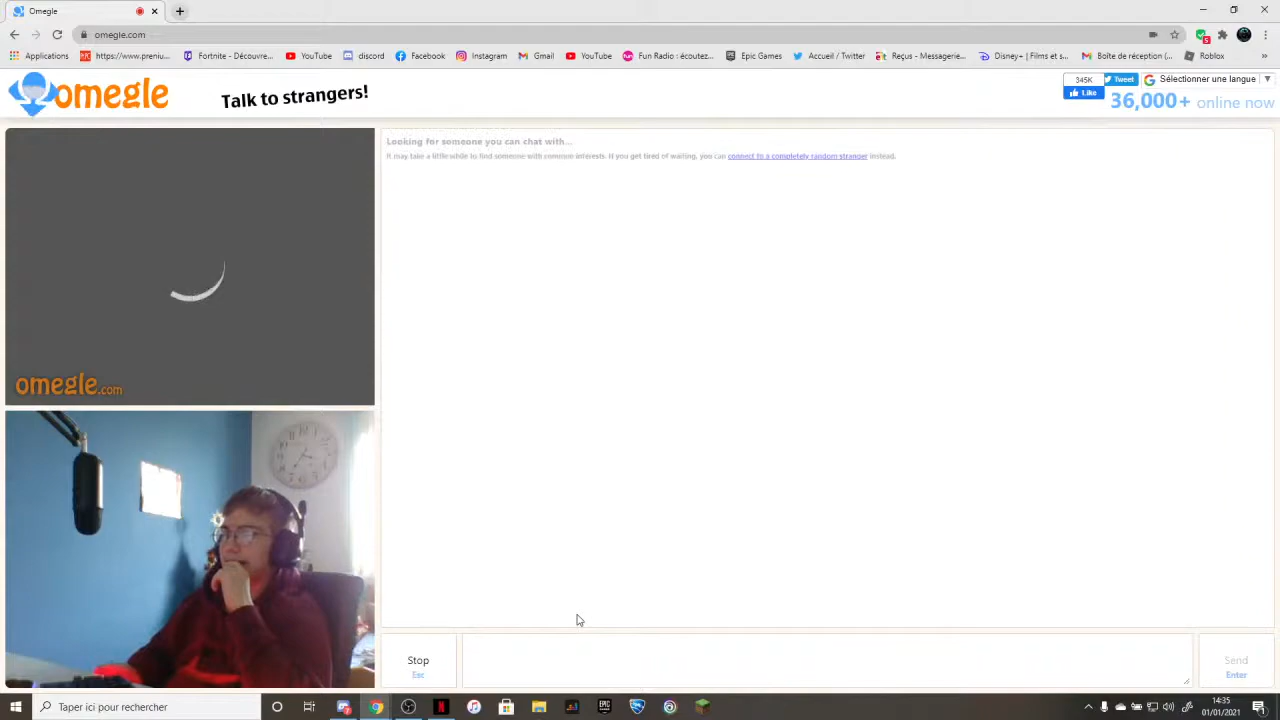 Omegle
omegle.com
Applications
https://www.preniu...
Fortnite – Découvre...
YouTube
discord
Facebook
Instagram
Gmail
YouTube
Fun Radio : écoutez...
Epic Games
Accueil / Twitter
Reçus – Messagerie...
Disney+ | Films et s...
Boîte de réception (...
Roblox
omegle
Talk to strangers!
345K
Like
Tweet
Sélectionner une langue
36,000+ online now
Looking for someone you can chat with...
It may take a little while to find someone with common interests. If you get tired of waiting, you can connect to a completely random stranger instead.
omegle.com
Stop
Esc
Send
Enter
Taper ici pour rechercher
EPIC
14:35
01/01/2021